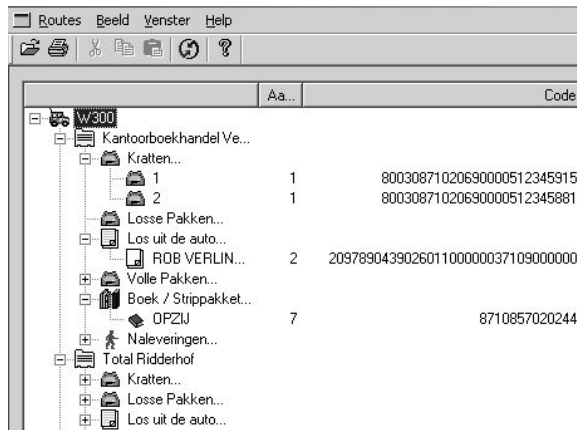 Routes Beeld Venster Help
Aa... Code
W300
Kantoorboekhandel Ve...
Kratten...
1 1 80030871020690000512345915
2 1 80030871020690000512345881
Losse Pakken...
Los uit de auto...
ROB VERLIN... 2 20978904390260110000003710900000
Volle Pakken...
Boek / Strippakket...
OPZIJ 7 8710857020244
Naleveringen...
Total Ridderhof
Kratten...
Losse Pakken...
Los uit de auto...